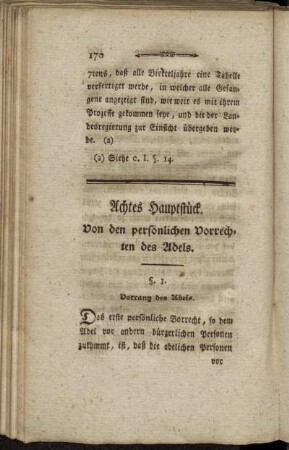 170
7tens, daß alle Vierteljahre eine Tabelle
verfertiget werde, in welcher alle Gefan-
gene angezeigt sind, wie weit es mit ihrem
Prozesse gekommen seye, und die der Lan-
desregierung zur Einsicht übergeben wer-
be. (a)
(a) Siehe c. I. §. 14.
Achtes Hauptstück.
Von den persönlichen Vorrech-
ten des Adels.
§. 1.
Vorrang des Adels.
Das erste persönliche Vorrecht, so dem
Adel vor andern bürgerlichen Personen
zukömmt, ist, daß die adelichen Personen
vor